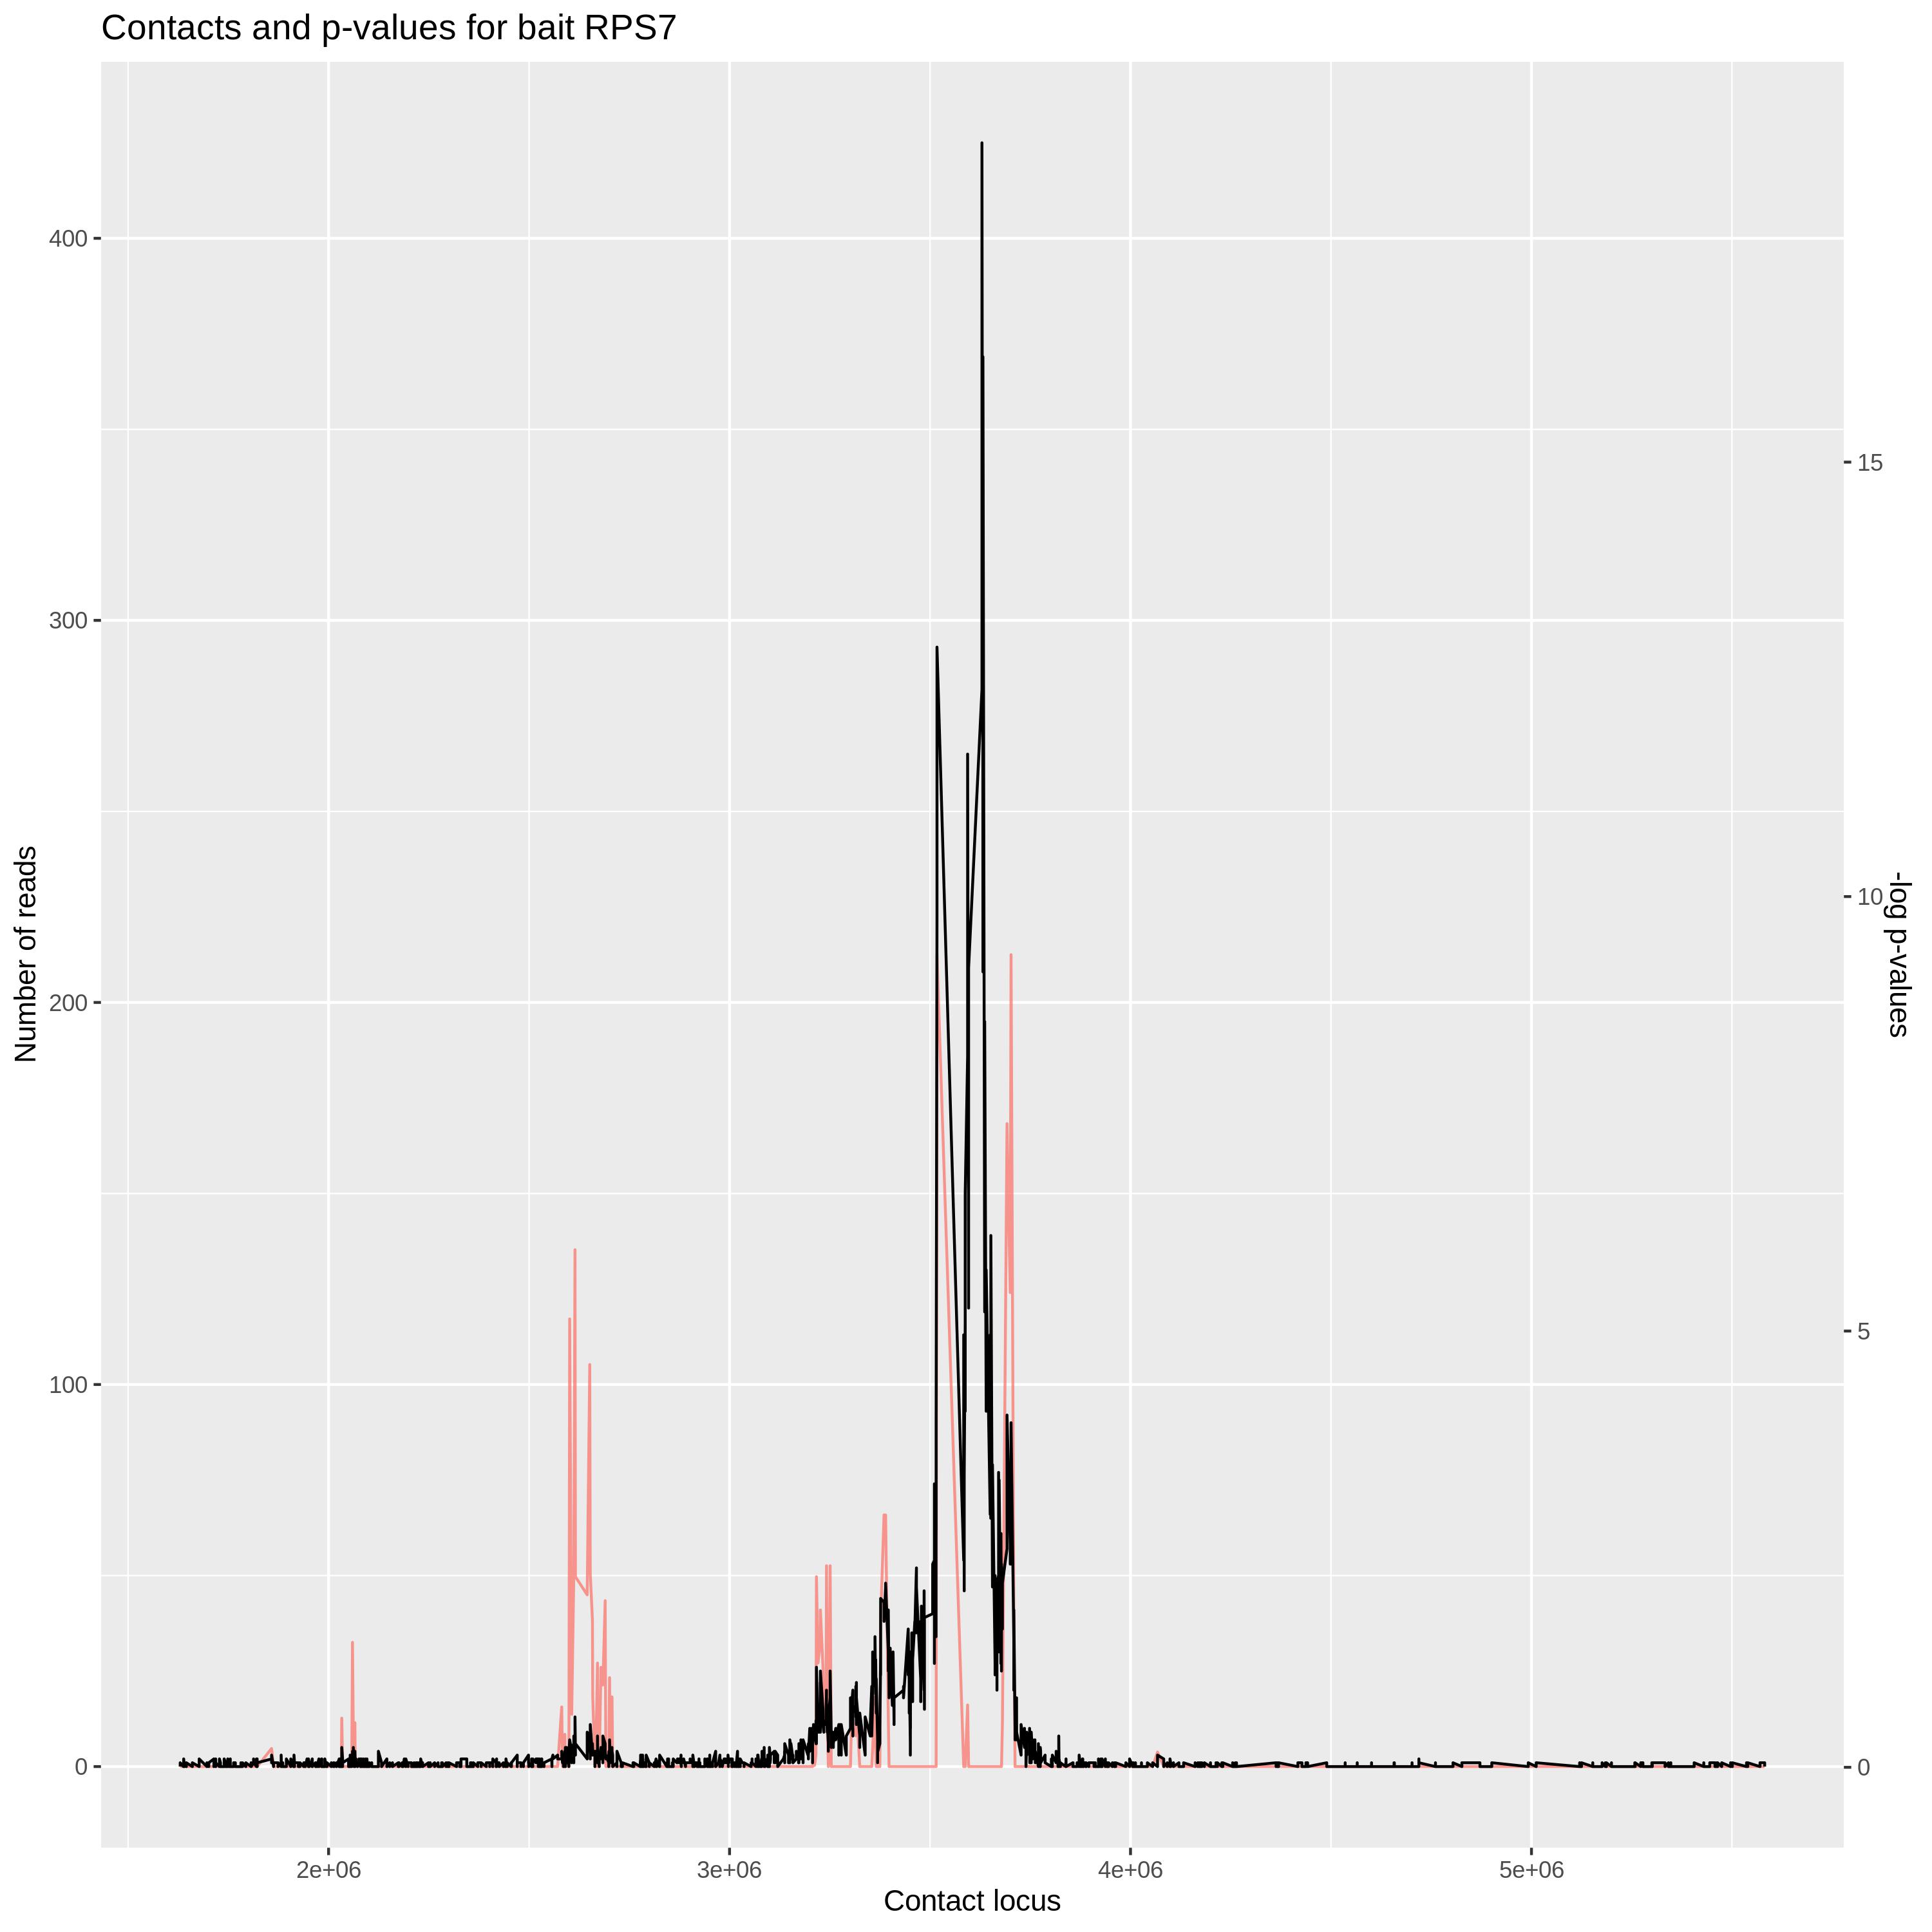 Contacts and p-values for bait RPS7
400
300
200
100
0
Number of reads
15
10
5
0
-log p-values
2e+06
3e+06
4e+06
5e+06
Contact locus